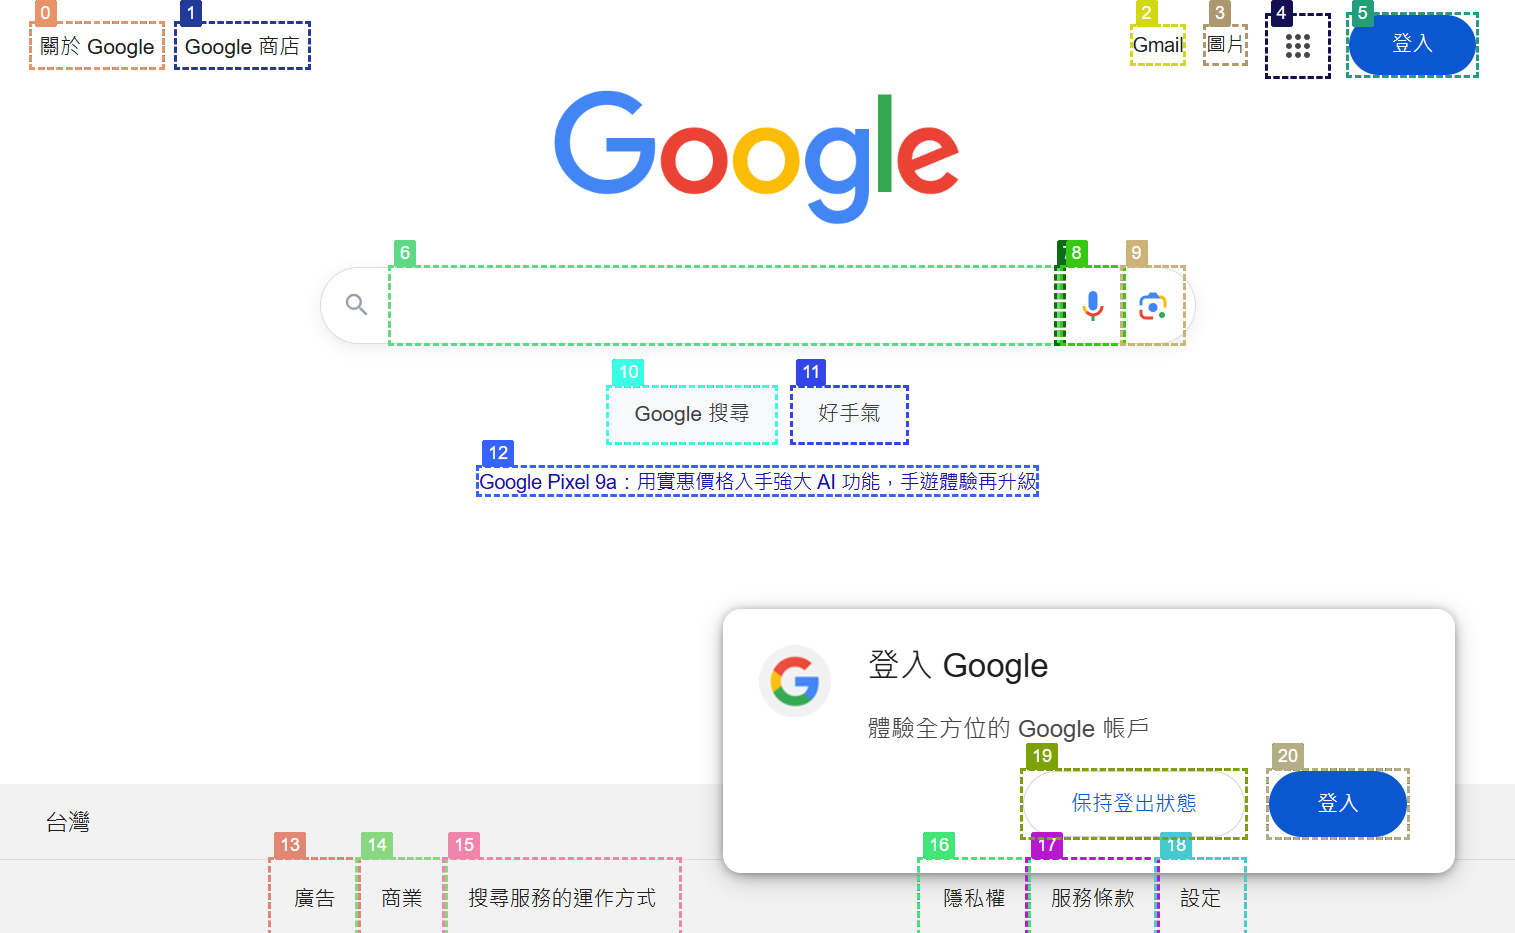 0 1 2 3 4 5
關於 Google Google 商店 Gmail 圖片 登入
Google
6 8 9
10 11
Google 搜尋 好手氣
12
Google Pixel 9a：用實惠價格入手強大 AI 功能，手遊體驗再升級
登入 Google
體驗全方位的 Google 帳戶
19 20
保持登出狀態 登入
台灣
13 14 15 16 17 18
廣告 商業 搜尋服務的運作方式 隱私權 服務條款 設定